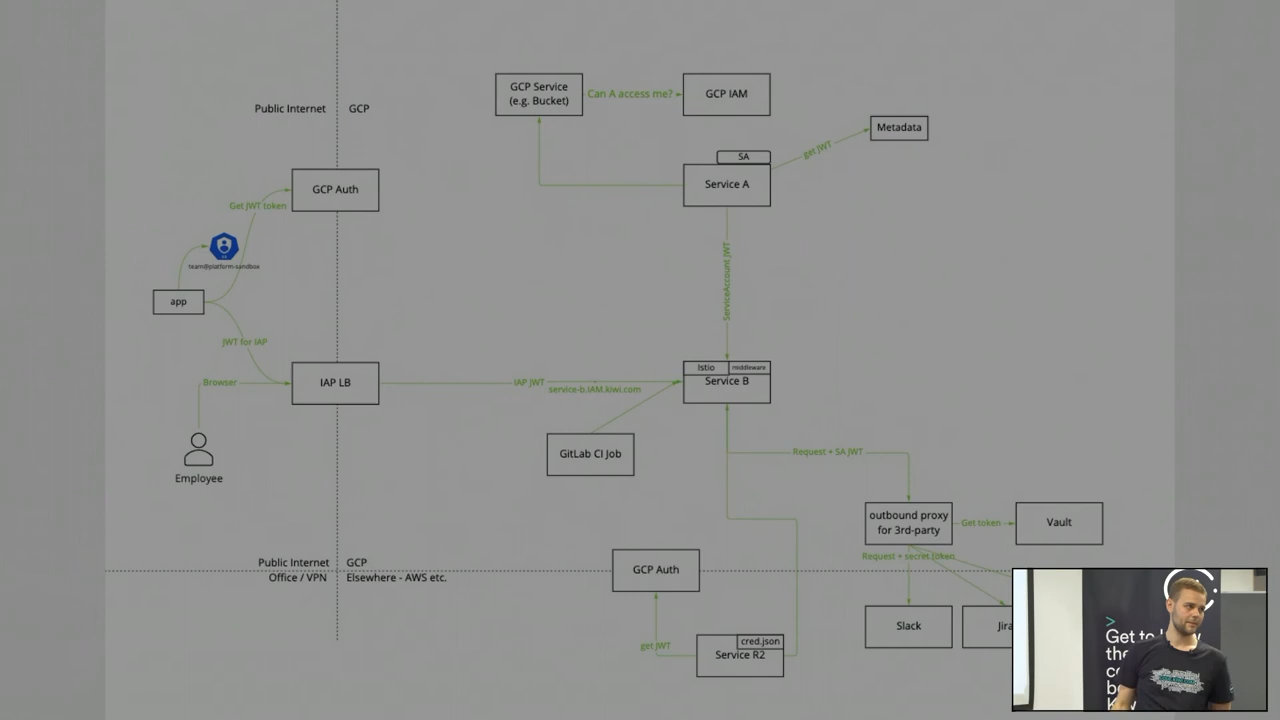 GCP Service
(e.g. Bucket)
Can A access me?
GCP IAM
Public Internet
GCP
Metadata
get JWT
SA
Service A
GCP Auth
Get JWT token
team@platform-sandbox
app
ServiceAccount JWT
JWT for IAP
Browser
IAP LB
IAP JWT
service-b.IAM.kiwi.com
Istio
middleware
Service B
GitLab CI Job
Employee
Request + SA JWT
outbound proxy
for 3rd-party
Get token
Vault
Request + secret token
Public Internet
GCP
Office / VPN
Elsewhere - AWS etc.
GCP Auth
get JWT
cred.json
Service R2
Slack
Jira
>
Get to
the